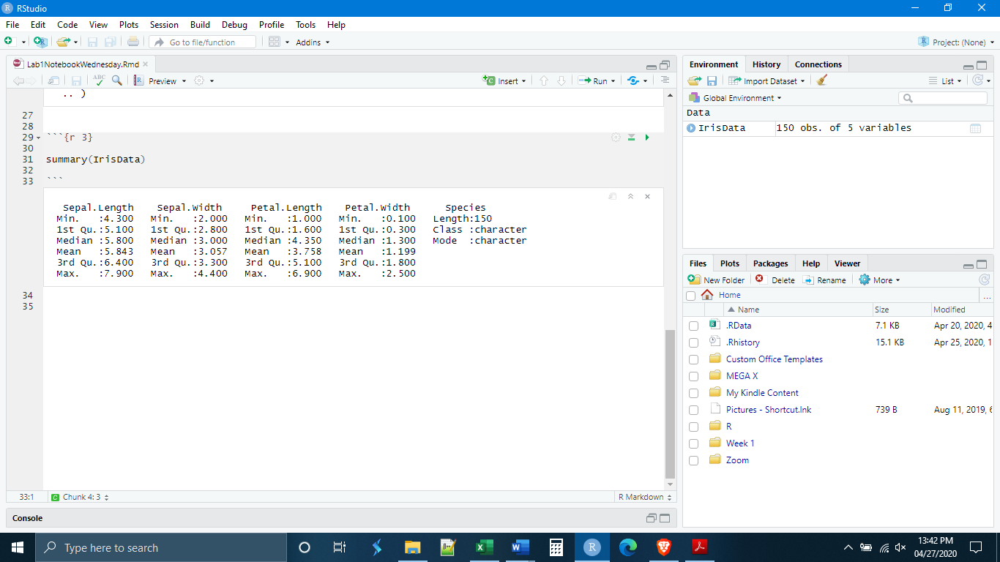 RStudio
File Edit Code View Plots Session Build Debug Profile Tools Help
Go to file/function Addins Project: (None)
Lab1NotebookWednesday.Rmd
ABC Preview Insert Run
.. )
27
28
29 ```{r 3}
30
31 summary(IrisData)
32
33 ```
Sepal.Length Sepal.Width Petal.Length Petal.Width Species
Min. :4.300 Min. :2.000 Min. :1.000 Min. :0.100 Length:150
1st Qu.:5.100 1st Qu.:2.800 1st Qu.:1.600 1st Qu.:0.300 Class :character
Median :5.800 Median :3.000 Median :4.350 Median :1.300 Mode :character
Mean :5.843 Mean :3.057 Mean :3.758 Mean :1.199
3rd Qu.:6.400 3rd Qu.:3.300 3rd Qu.:5.100 3rd Qu.:1.800
Max. :7.900 Max. :4.400 Max. :6.900 Max. :2.500
34
35
33:1 Chunk 4: 3 R Markdown
Console
Environment History Connections
Import Dataset List
Global Environment
Data
IrisData 150 obs. of 5 variables
Files Plots Packages Help Viewer
New Folder Delete Rename More
Home ...
Name Size Modified
.RData 7.1 KB Apr 20, 2020, 4
.Rhistory 15.1 KB Apr 25, 2020, 1
Custom Office Templates
MEGA X
My Kindle Content
Pictures - Shortcut.lnk 739 B Aug 11, 2019, 6
R
Week 1
Zoom
Type here to search
13:42 PM
04/27/2020